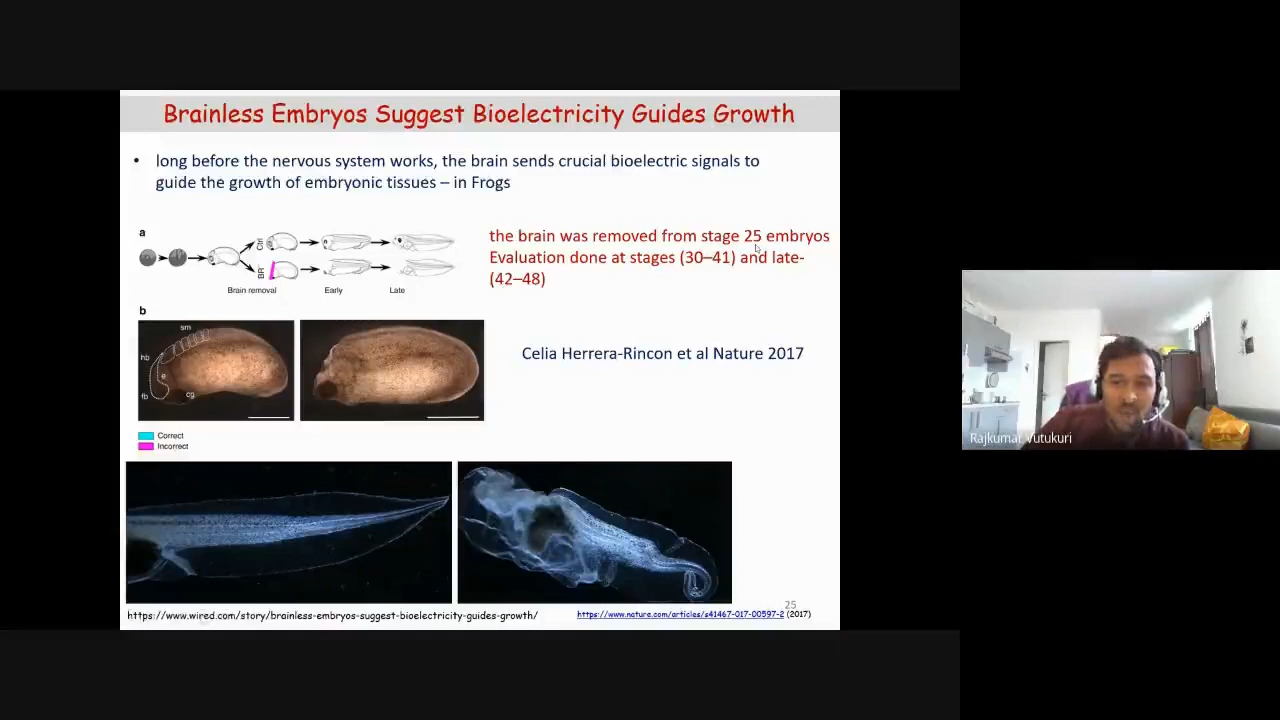 Brainless Embryos Suggest Bioelectricity Guides Growth
• long before the nervous system works, the brain sends crucial bioelectric signals to
guide the growth of embryonic tissues – in Frogs
a
Ctrl
BR
Brain removal
Early
Late
the brain was removed from stage 25 embryos
Evaluation done at stages (30–41) and late-
(42–48)
b
sm
hb
e
fb
cg
Celia Herrera-Rincon et al Nature 2017
Correct
Incorrect
Rajkumar Vutukuri
25
https://www.wired.com/story/brainless-embryos-suggest-bioelectricity-guides-growth/
https://www.nature.com/articles/s41467-017-00597-2 (2017)